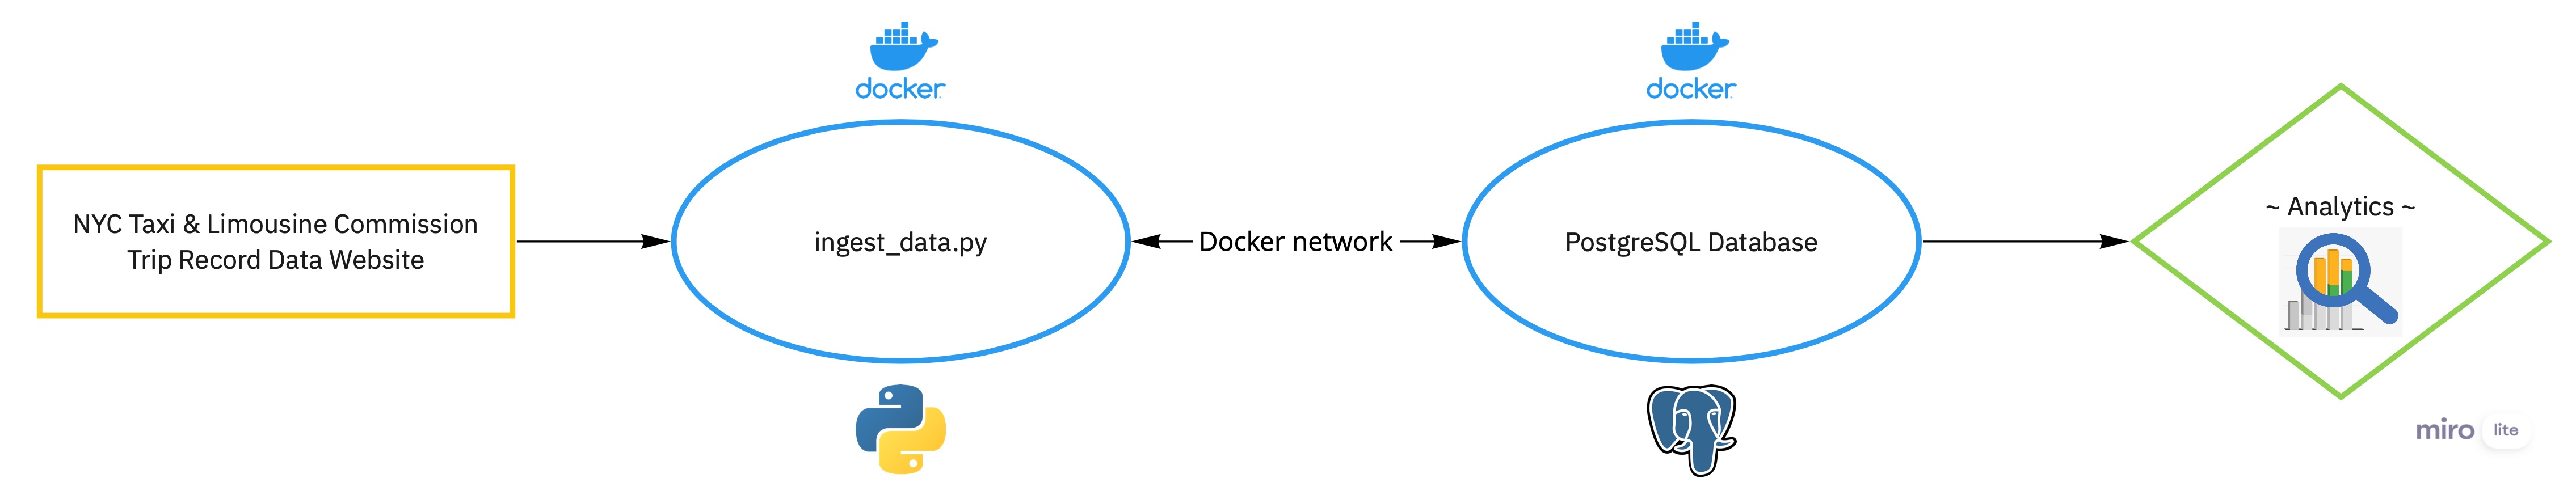 docker
docker
NYC Taxi & Limousine Commission
Trip Record Data Website
ingest_data.py
Docker network
PostgreSQL Database
~ Analytics ~
miro lite